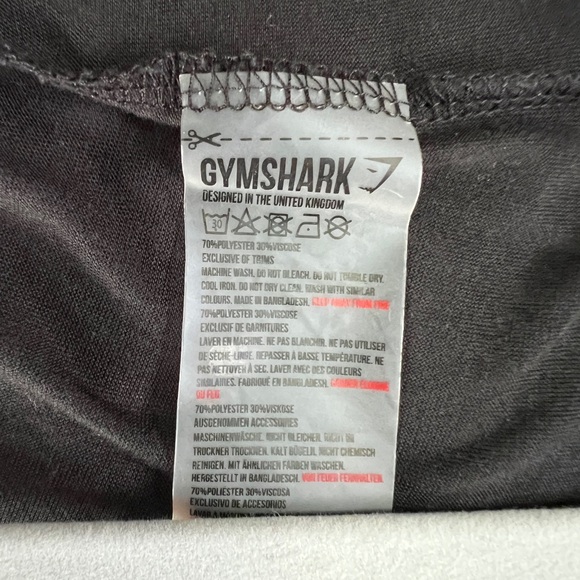 GYMSHARK
DESIGNED IN THE UNITED KINGDOM
30
70%POLYESTER 30%VISCOSE
EXCLUSIVE OF TRIMS
MACHINE WASH. DO NOT BLEACH. DO NOT TUMBLE DRY.
COOL IRON. DO NOT DRY CLEAN. WASH WITH SIMILAR
COLOURS. MADE IN BANGLADESH. KEEP AWAY FROM FIRE
70%POLYESTER 30%VISCOSE
EXCLUSIF DE GARNITURES
LAVER EN MACHINE. NE PAS BLANCHIR. NE PAS UTILISER
DE SÈCHE-LINGE. REPASSER A BASSE TEMPÉRATURE. NE
PAS NETTOYER À SEC. LAVER AVEC DES COULEURS
SIMILAIRES. FABRIQUÉ EN BANGLADESH.
DU FEU
70%POLYESTER 30%VISKOSE
AUSGENOMMEN ACCESSOIRES
MASCHINENWÄSCHE. NICHT BLEICHEN. NICHT IM
TROCKNER TROCKNEN. KALT BÜGELN. NICHT CHEMISCH
REINIGEN. MIT ÄHNLICHEN FARBEN WASCHEN.
HERGESTELLT IN BANGLADESCH. VON FEUER FERNHALTEN.
70%POLIÉSTER 30%VISCOSA
EXCLUSIVO DE ACCESORIOS